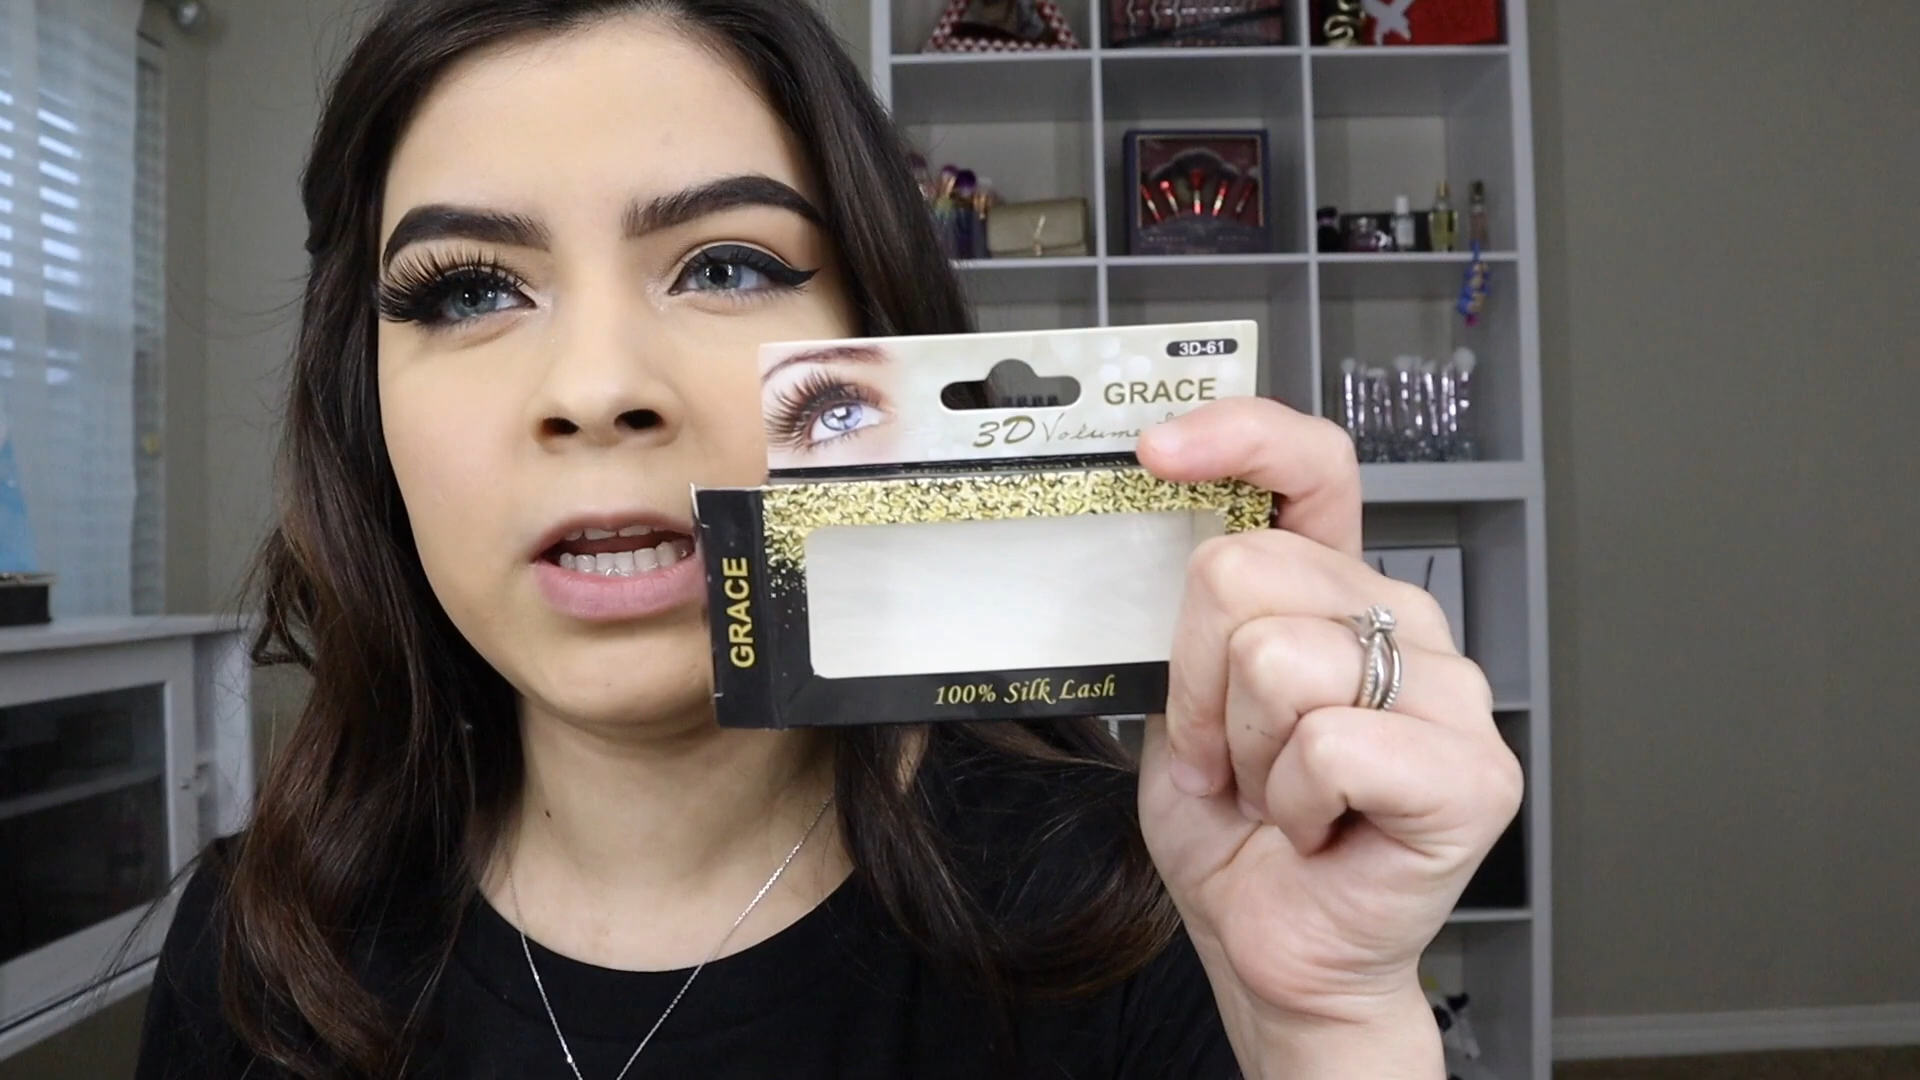 3D-61
GRACE
3D Volume
GRACE
100% Silk Lash